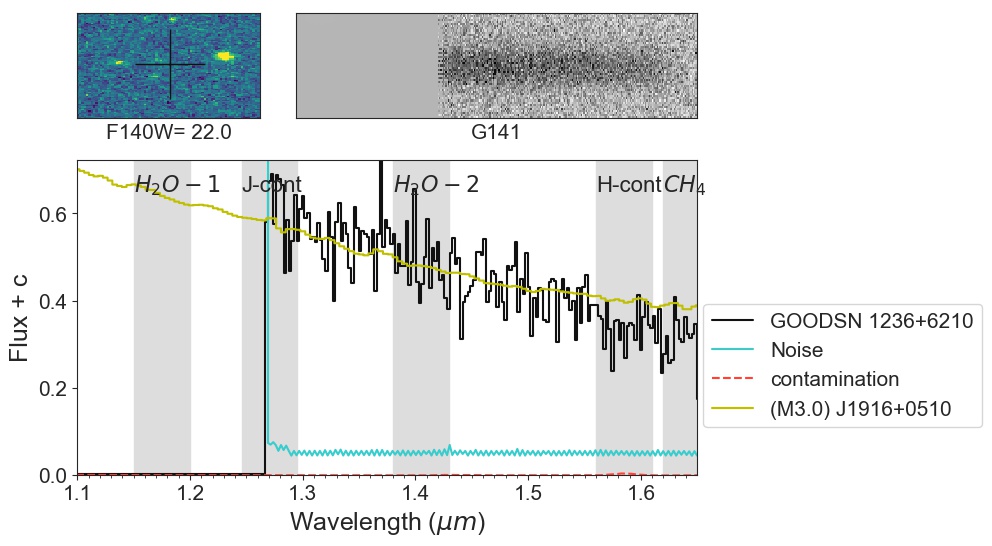 F140W= 22.0
G141
H₂O − 1
J-cont
H₂O − 2
H-cont
CH₄
Flux + c
0.6
0.4
0.2
0.0
1.1
1.2
1.3
1.4
1.5
1.6
Wavelength (μm)
GOODSN 1236+6210
Noise
contamination
(M3.0) J1916+0510